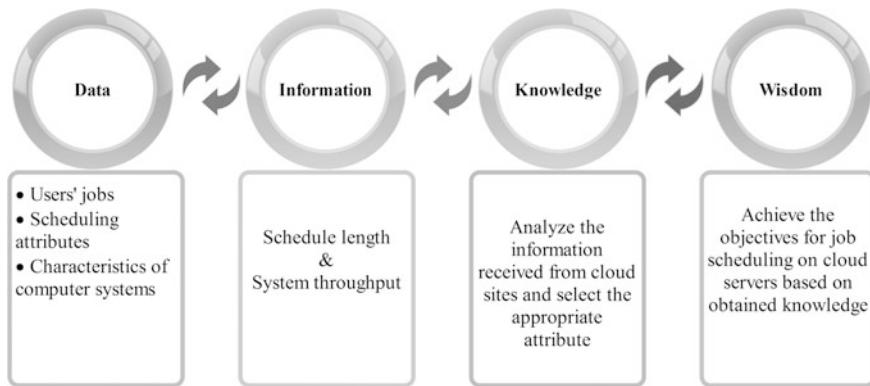 Data
Information
Knowledge
Wisdom
• Users' jobs
• Scheduling
attributes
• Characteristics of
computer systems
Schedule length
&
System throughput
Analyze the
information
received from cloud
sites and select the
appropriate
attribute
Achieve the
objectives for job
scheduling on cloud
servers based on
obtained knowledge